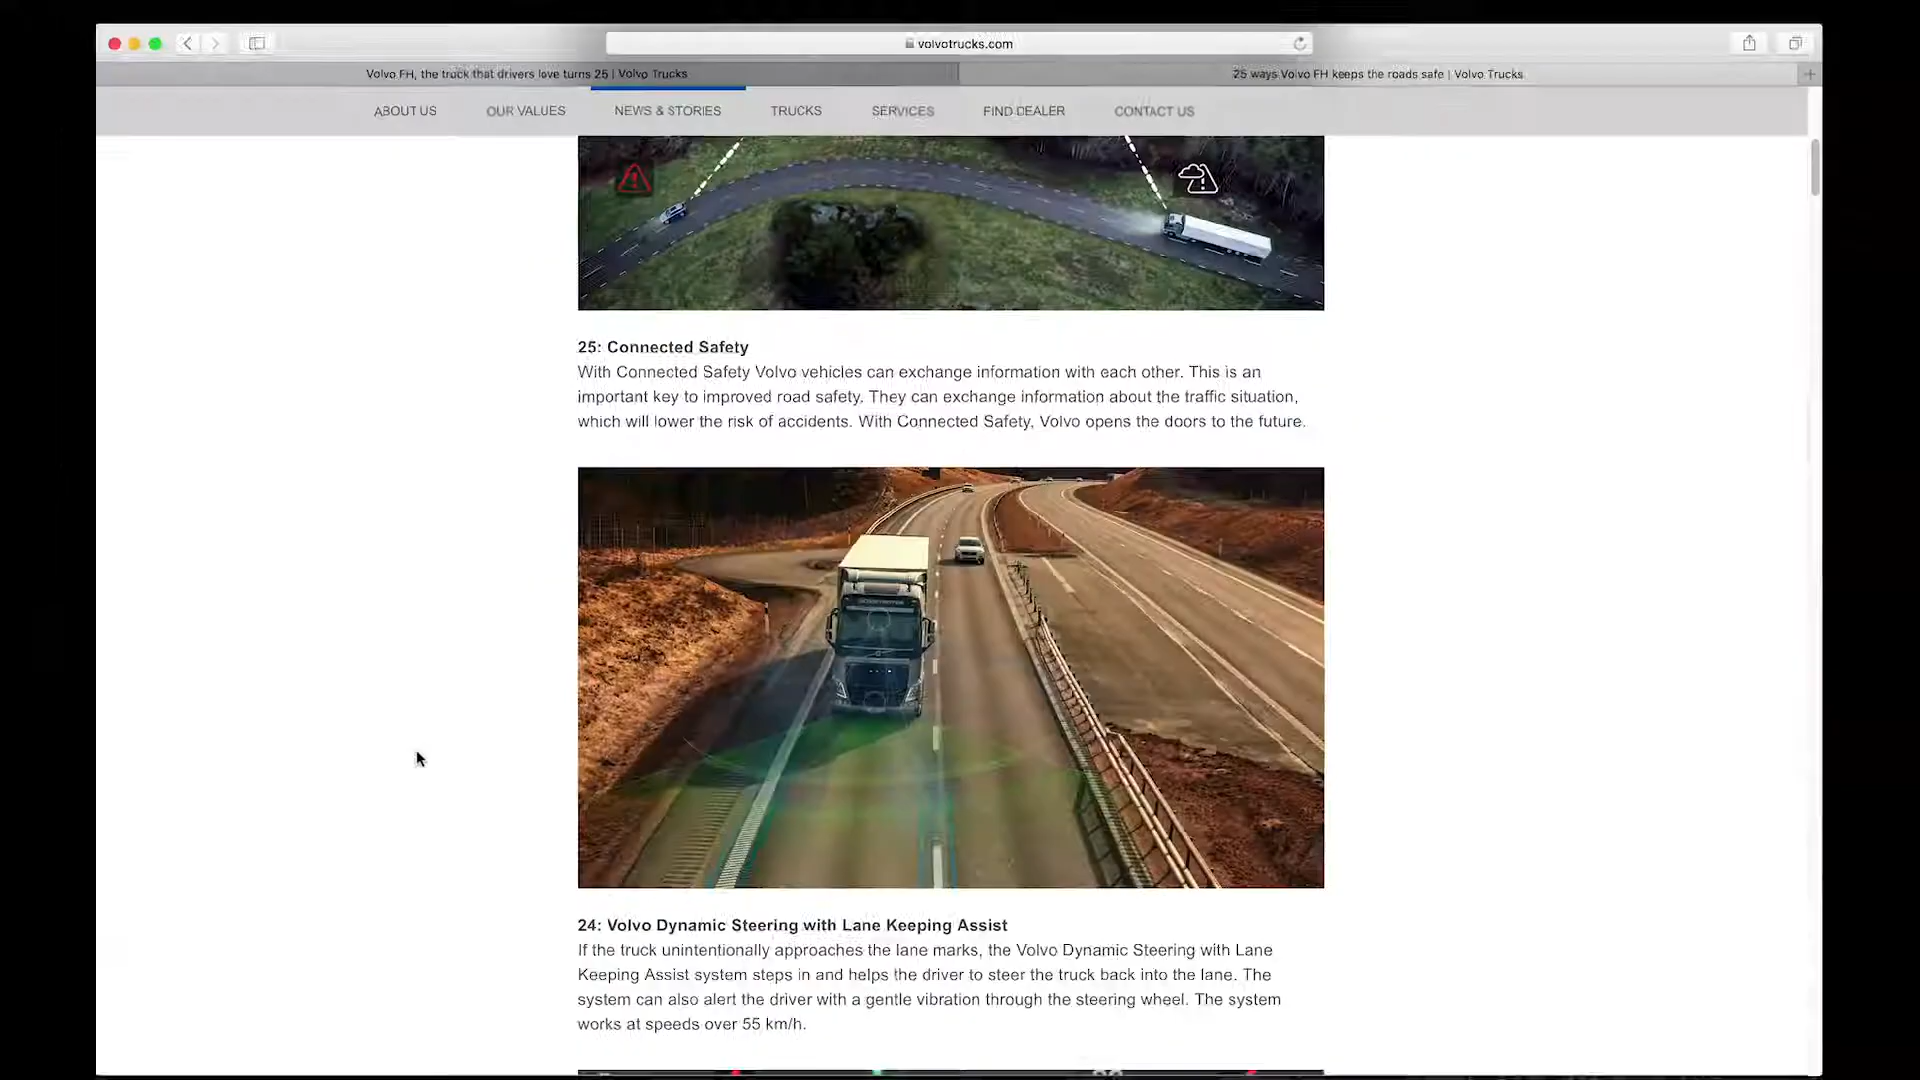 volvotrucks.com
Volvo FH, the truck that drivers love turns 25 | Volvo Trucks
25 ways Volvo FH keeps the roads safe | Volvo Trucks
ABOUT US
OUR VALUES
NEWS & STORIES
TRUCKS
SERVICES
FIND DEALER
CONTACT US
25: Connected Safety
With Connected Safety Volvo vehicles can exchange information with each other. This is an
important key to improved road safety. They can exchange information about the traffic situation,
which will lower the risk of accidents. With Connected Safety, Volvo opens the doors to the future.
24: Volvo Dynamic Steering with Lane Keeping Assist
If the truck unintentionally approaches the lane marks, the Volvo Dynamic Steering with Lane
Keeping Assist system steps in and helps the driver to steer the truck back into the lane. The
system can also alert the driver with a gentle vibration through the steering wheel. The system
works at speeds over 55 km/h.